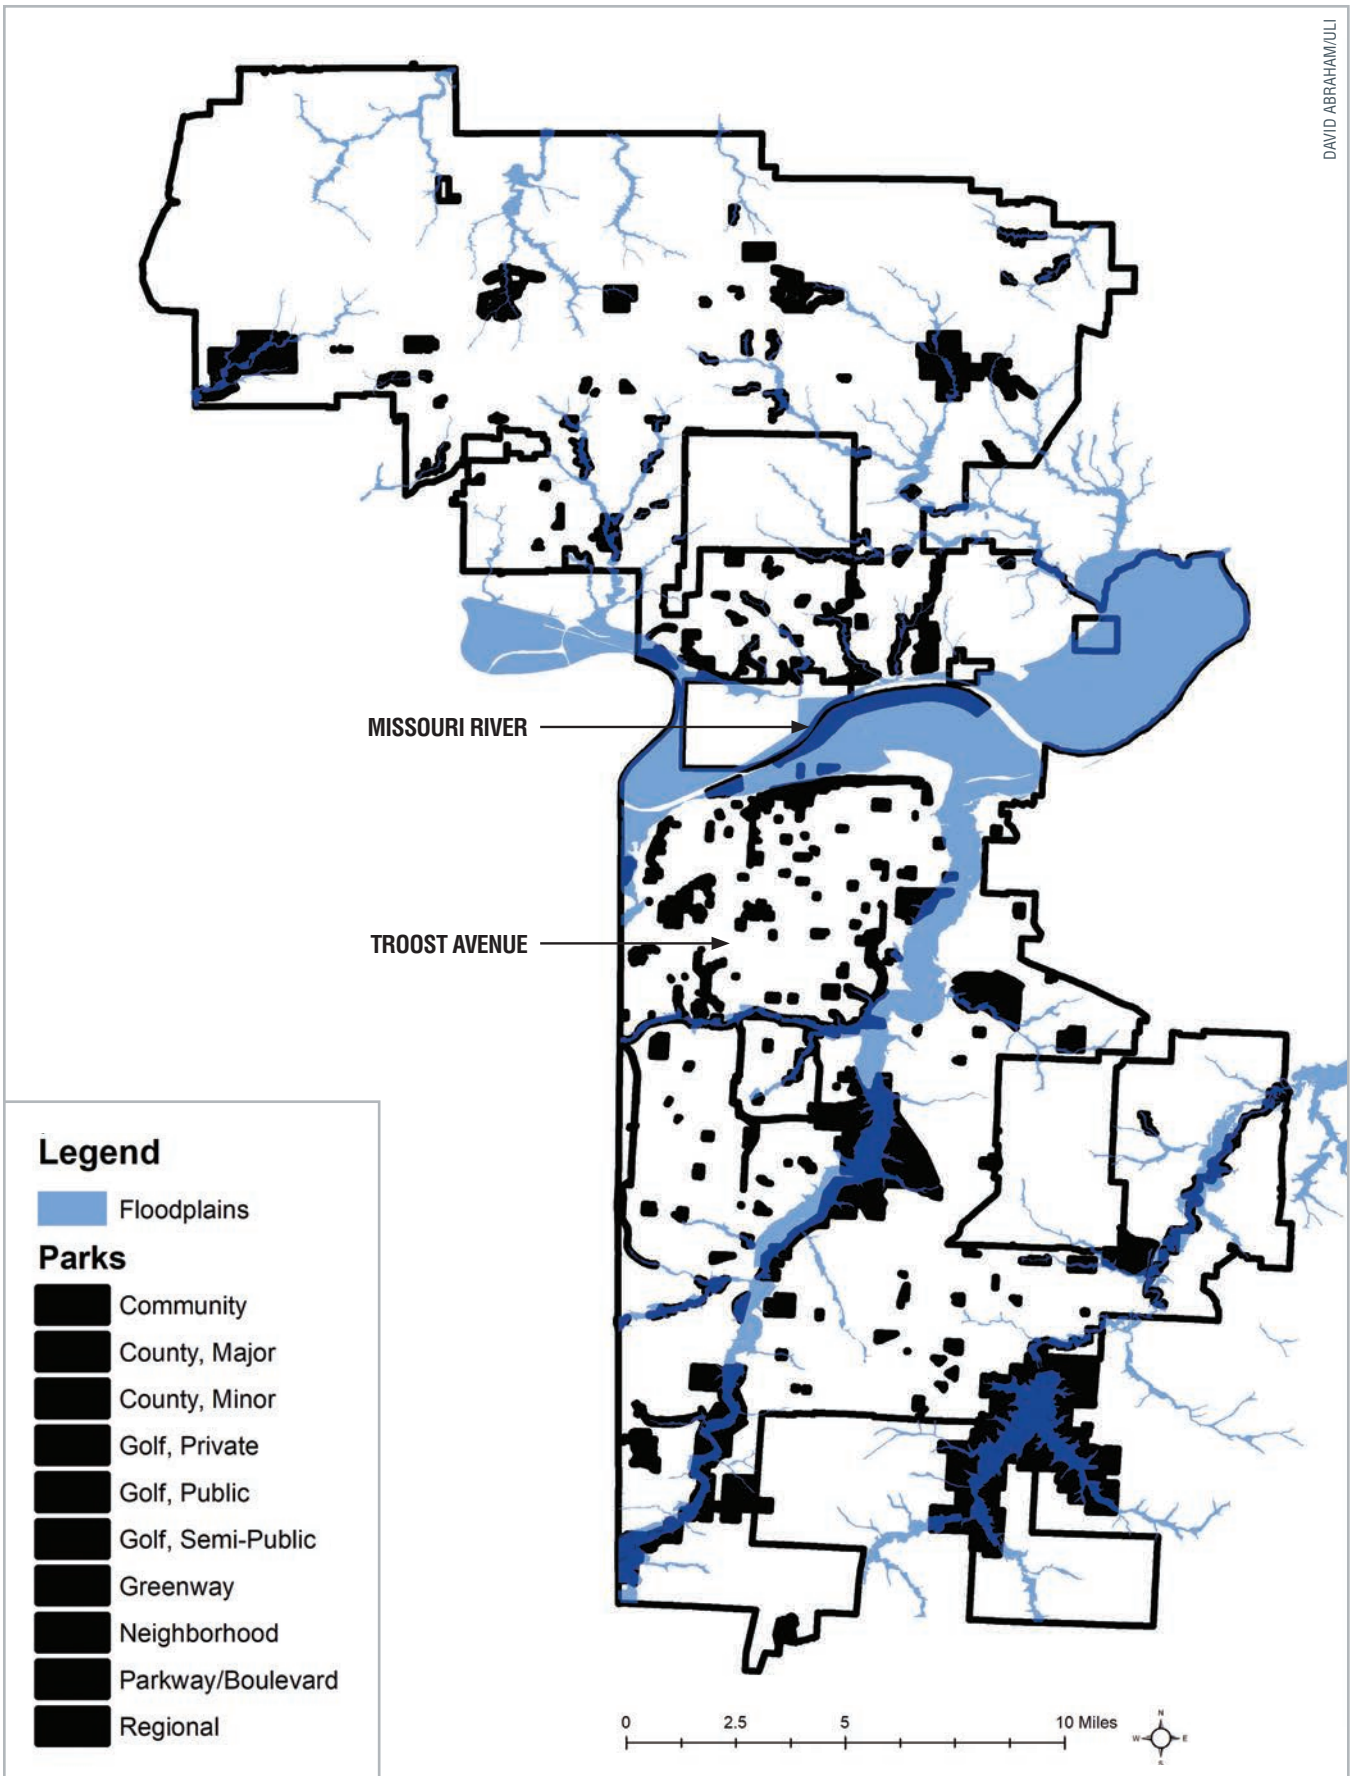 DAVID ABRAHAM/ULI
MISSOURI RIVER
TROOST AVENUE
Legend
Floodplains
Parks
Community
County, Major
County, Minor
Golf, Private
Golf, Public
Golf, Semi-Public
Greenway
Neighborhood
Parkway/Boulevard
Regional
0 2.5 5 10 Miles
N
W E
S